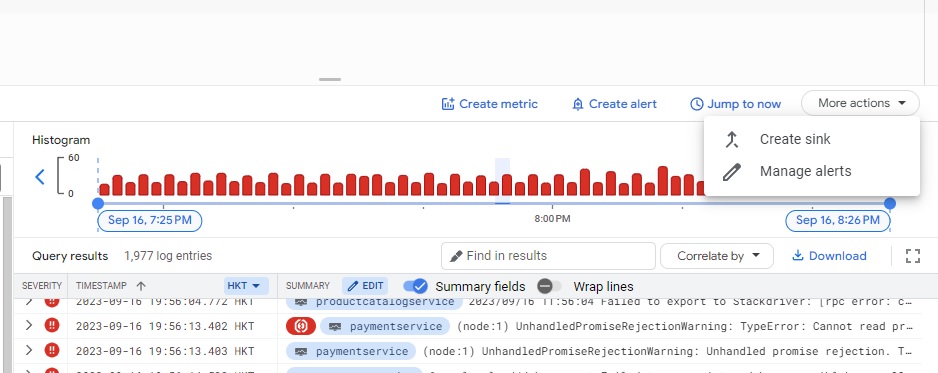 Create metric Create alert Jump to now More actions
Create sink
Manage alerts
Histogram
60
0
Sep 16, 7:25 PM 8:00 PM Sep 16, 8:26 PM
Query results 1,977 log entries Find in results Correlate by Download
SEVERITY TIMESTAMP HKT SUMMARY EDIT Summary fields Wrap lines
2023-09-16 19:56:04.772 HKT productcatalogservice 2023/09/16 11:56:04 Failed to export to Stackdriver: [rpc error: c…
2023-09-16 19:56:13.402 HKT paymentservice (node:1) UnhandledPromiseRejectionWarning: TypeError: Cannot read pr…
2023-09-16 19:56:13.403 HKT paymentservice (node:1) UnhandledPromiseRejectionWarning: Unhandled promise rejection. T…